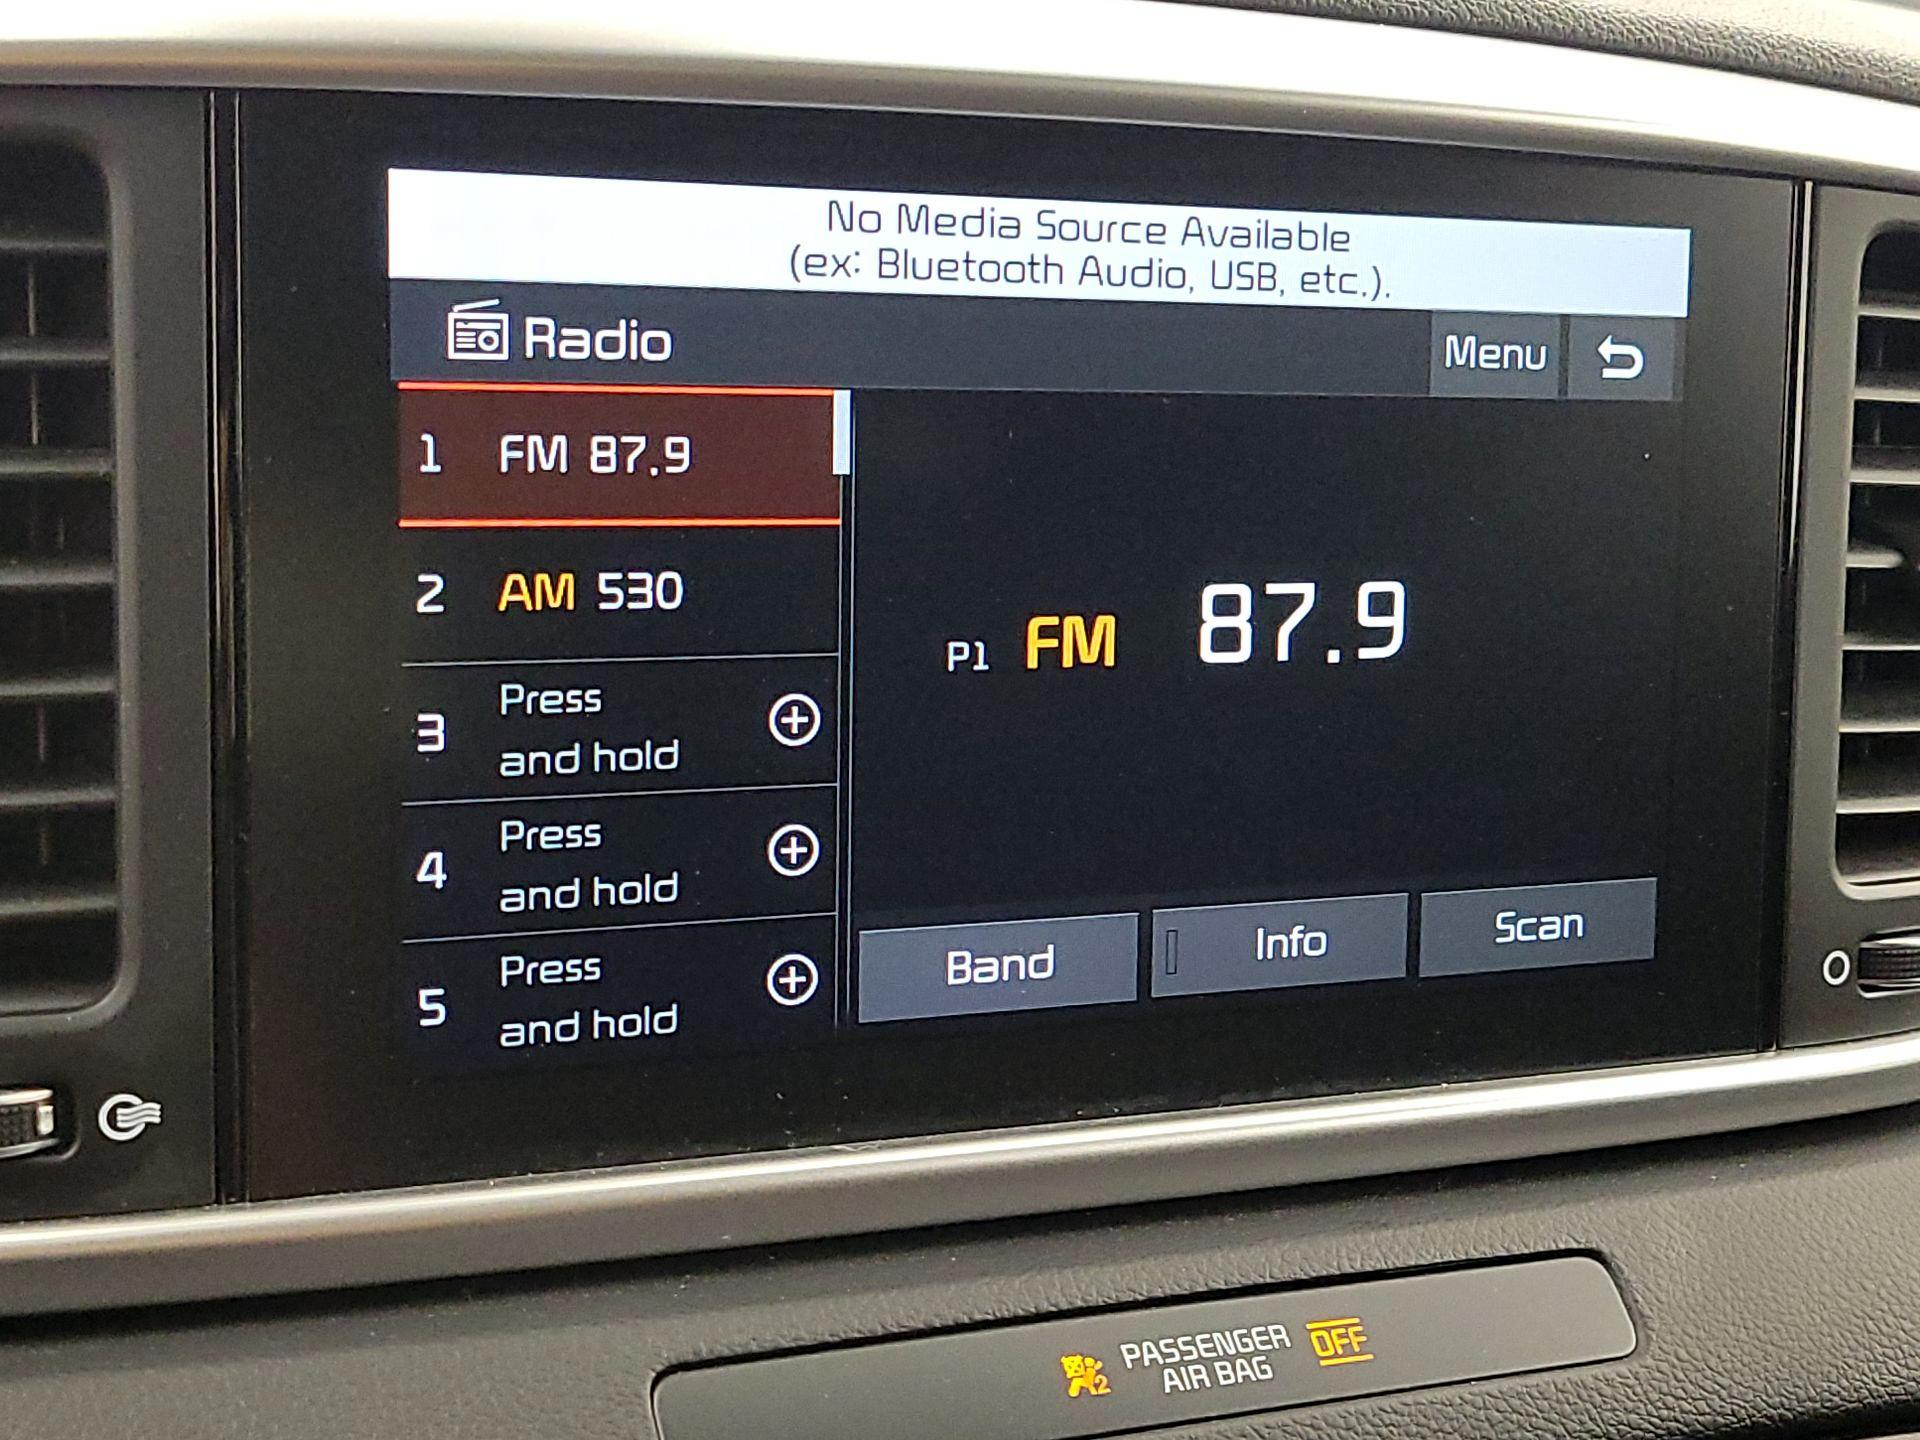 No Media Source Available
(ex: Bluetooth Audio, USB, etc.).
Radio
Menu
1 FM 87.9
2 AM 530
3 Press
and hold
4 Press
and hold
5 Press
and hold
P1 FM 87.9
Band
Info
Scan
2 PASSENGER
AIR BAG
OFF